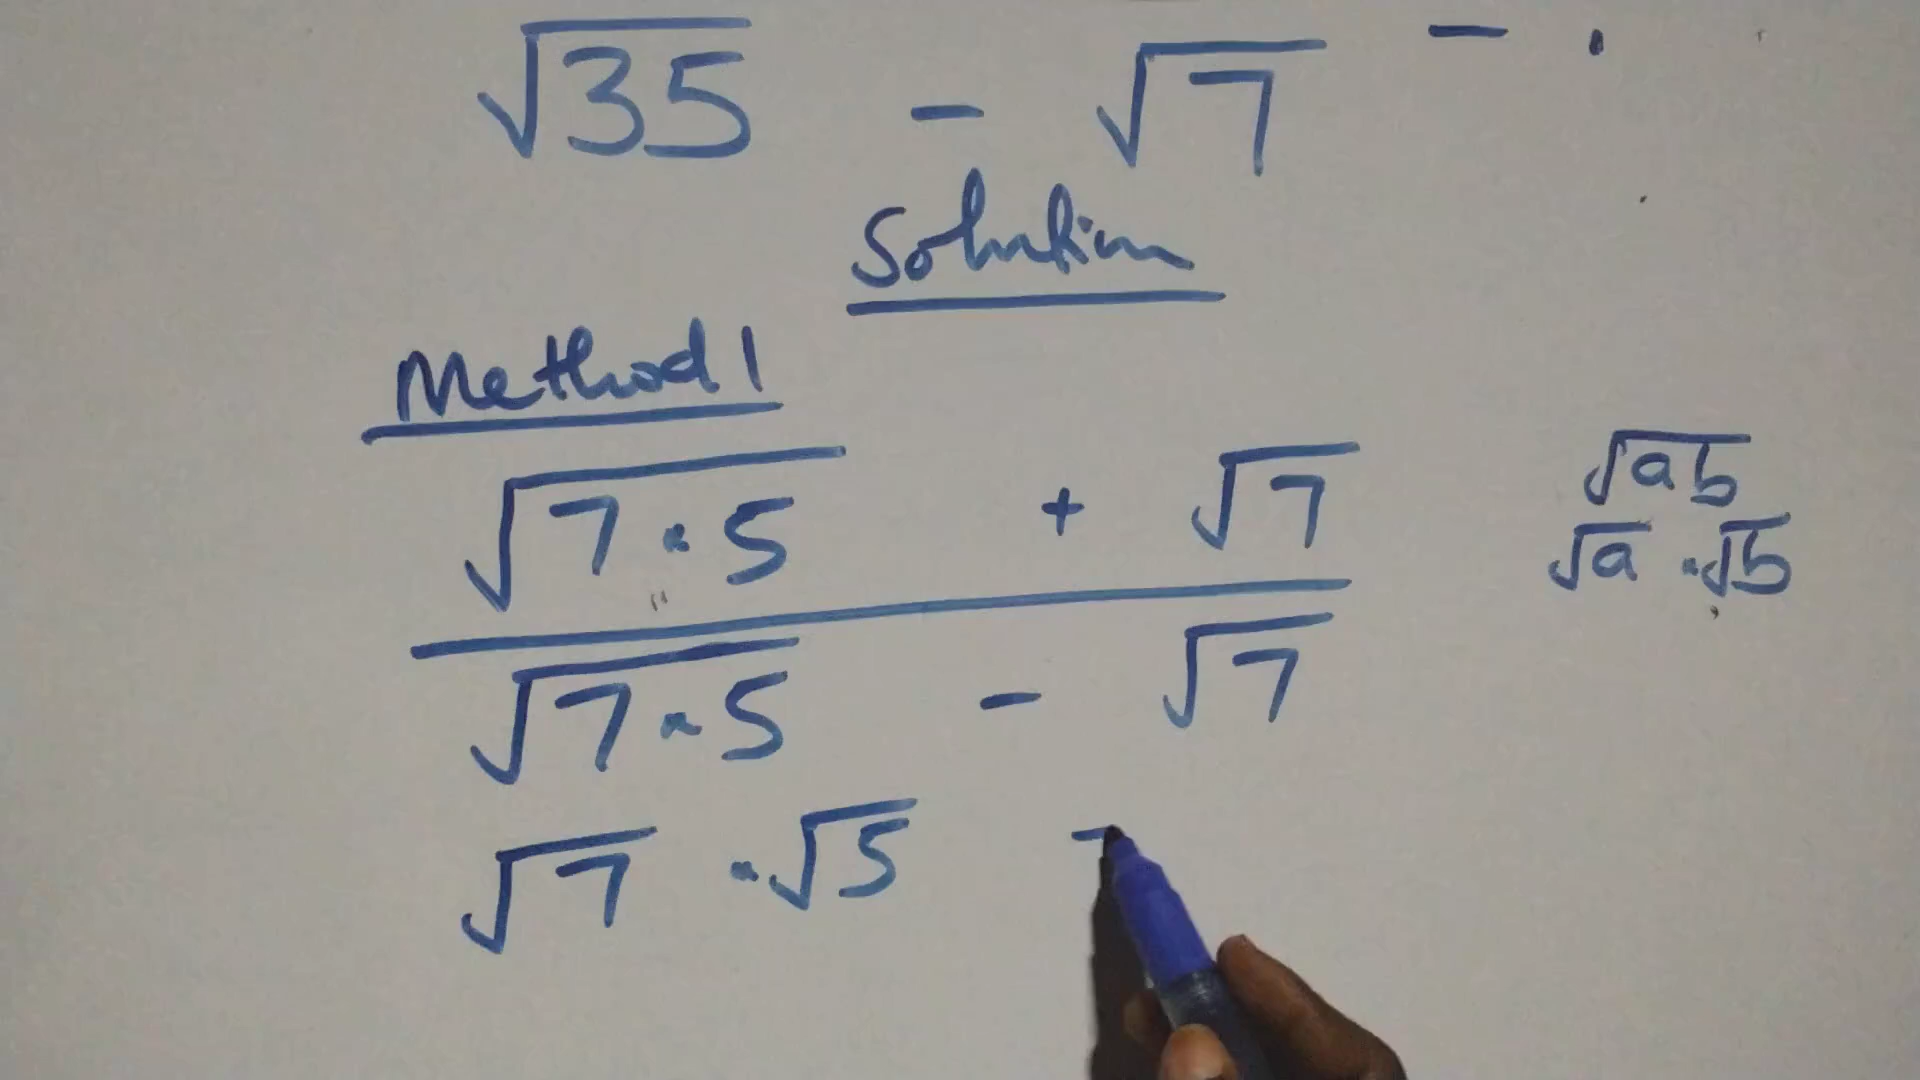 √35 - √7 - .
Solution
Method 1
√7·5 + √7
√7·5 - √7
√7 ·√5 -
√ab
√a ·√b